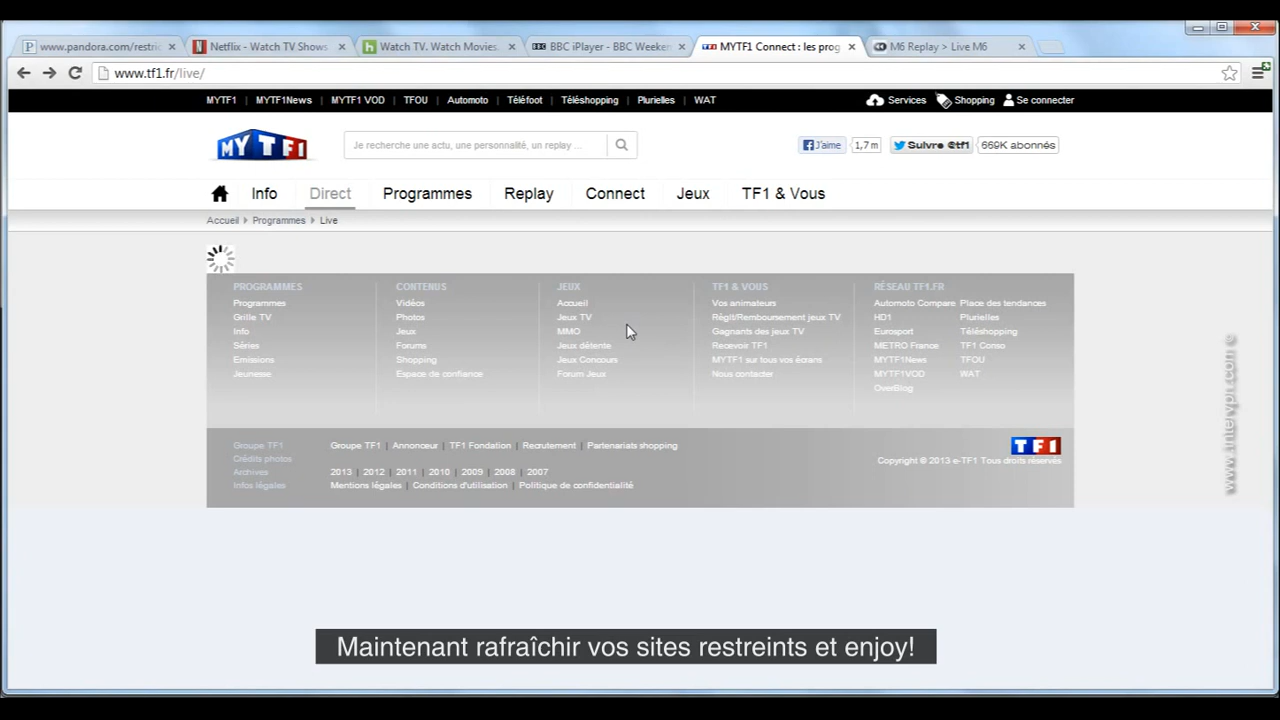 www.pandora.com/restric
Netflix - Watch TV Shows
Watch TV. Watch Movies.
BBC iPlayer - BBC Weeken
MYTF1 Connect : les prog
M6 Replay > Live M6
www.tf1.fr/live/
MYTF1 | MYTF1News | MYTF1 VOD | TFOU | Automoto | Téléfoot | Téléshopping | Plurielles | WAT
Services Shopping Se connecter
MYTF1
Je recherche une actu, une personnalité, un replay ...
J'aime 1,7 m Suivre @tf1 669K abonnés
Info Direct Programmes Replay Connect Jeux TF1 & Vous
Accueil Programmes Live
PROGRAMMES
Programmes
Grille TV
Info
Séries
Emissions
Jeunesse
CONTENUS
Vidéos
Photos
Jeux
Forums
Shopping
Espace de confiance
JEUX
Accueil
Jeux TV
MMO
Jeux détente
Jeux Concours
Forum Jeux
TF1 & VOUS
Vos animateurs
Règlt/Remboursement jeux TV
Gagnants des jeux TV
Recevoir TF1
MYTF1 sur tous vos écrans
Nous contacter
RÉSEAU TF1.FR
Automoto Compare Place des tendances
HD1 Plurielles
Eurosport Téléshopping
METRO France TF1 Conso
MYTF1News TFOU
MYTF1VOD WAT
OverBlog
Groupe TF1 Groupe TF1 | Annonceur | TF1 Fondation | Recrutement | Partenariats shopping
Crédits photos
Archives 2013 | 2012 | 2011 | 2010 | 2009 | 2008 | 2007
Infos légales Mentions légales | Conditions d'utilisation | Politique de confidentialité
TF1
Copyright © 2013 e-TF1 Tous droits réservés
www.intervpn.com ©
Maintenant rafraîchir vos sites restreints et enjoy!